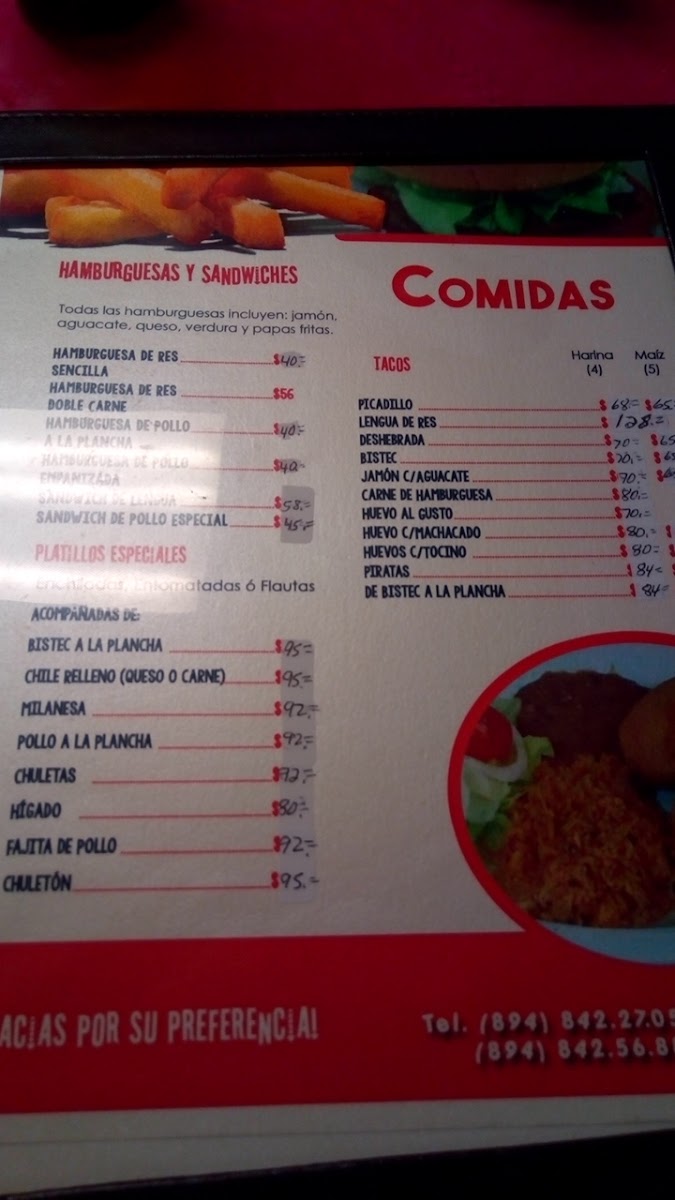 HAMBURGUESAS Y SANDWICHES
Todas las hamburguesas incluyen: jamón,
aguacate, queso, verdura y papas fritas.
HAMBURGUESA DE RES $40.=
SENCILLA
HAMBURGUESA DE RES $56
DOBLE CARNE
HAMBURGUESA DE POLLO $40.=
A LA PLANCHA
HAMBURGUESA DE POLLO $40=
EMPANIZADA
SANDWICH DE LENGUA $58.=
SANDWICH DE POLLO ESPECIAL $45.=
PLATILLOS ESPECIALES
Enchiladas, Entomatadas ó Flautas
ACOMPAÑADAS DE:
BISTEC A LA PLANCHA $95=
CHILE RELLENO (QUESO O CARNE) $95.=
MILANESA $92.=
POLLO A LA PLANCHA $92.=
CHULETAS $92.=
HÍGADO $80.=
FAJITA DE POLLO $92=
CHULETÓN $95.=
COMIDAS
TACOS Harina Maíz
(4) (5)
PICADILLO $68= $65
LENGUA DE RES $128.=
DESHEBRADA $70= $65
BISTEC $70.=
JAMÓN C/AGUACATE $70.=
CARNE DE HAMBURGUESA $80.=
HUEVO AL GUSTO $70.=
HUEVO C/MACHACADO $80.=
HUEVOS C/TOCINO $80=
PIRATAS $84=
DE BISTEC A LA PLANCHA $84=
POR SU PREFERENCIA!
Tel. (894) 842.27.0
(894) 842.56.8